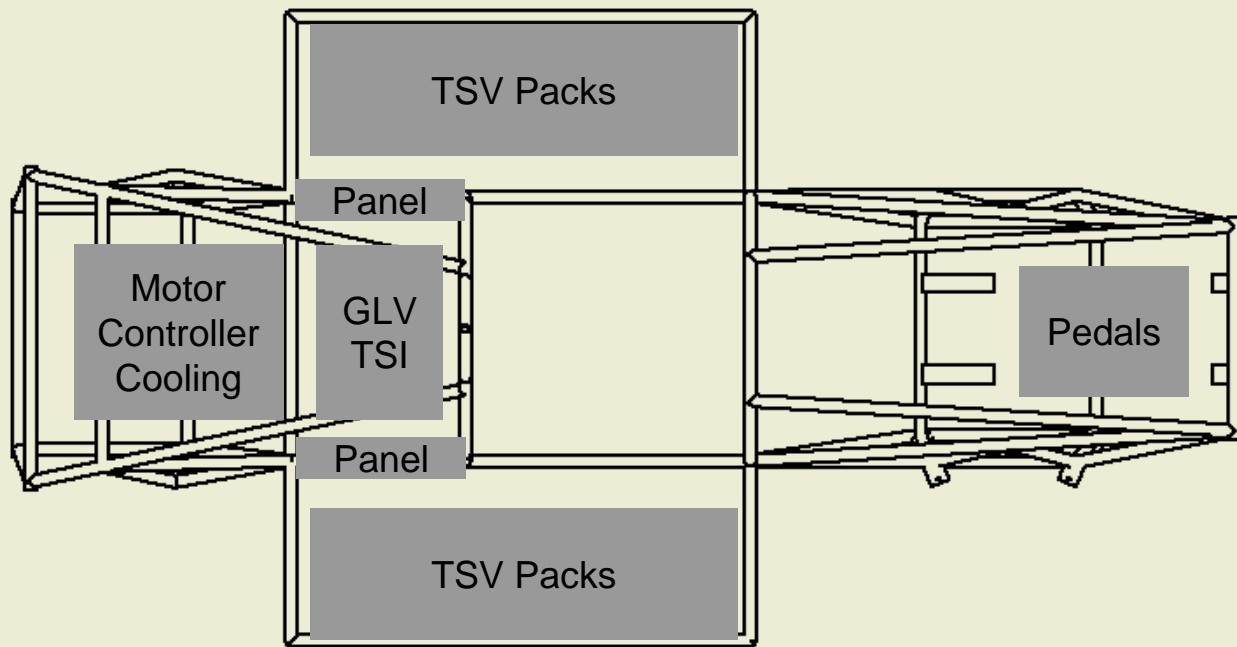 TSV Packs
Panel
Motor
Controller
Cooling
GLV
TSI
Pedals
Panel
TSV Packs